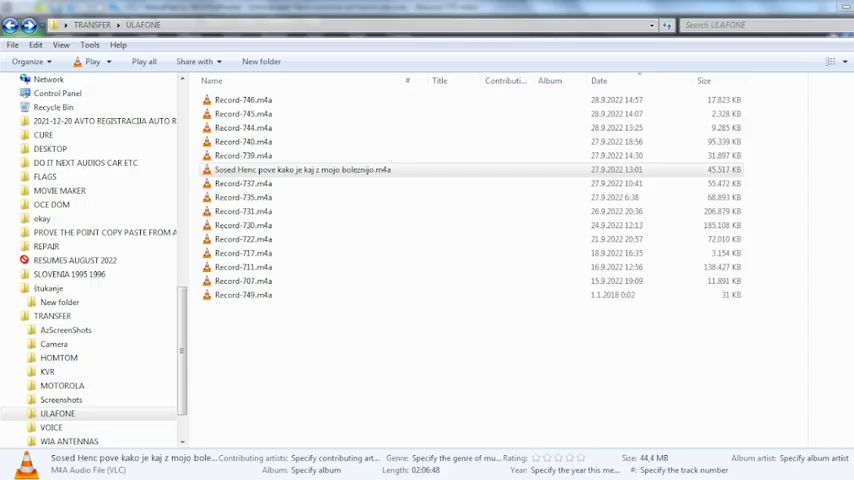 TRANSFER ULAFONE Search ULAFONE
File Edit View Tools Help
Organize Play Play all Share with New folder
Name # Title Contributi... Album Date Size
Network
Control Panel
Recycle Bin
2021-12-20 AVTO REGISTRACIJA AUTO R
CURE
DESKTOP
DO IT NEXT AUDIOS CAR ETC
FLAGS
MOVIE MAKER
OCE DOM
okay
PROVE THE POINT COPY PASTE FROM A
REPAIR
RESUMES AUGUST 2022
SLOVENIA 1995 1996
štukanje
New folder
TRANSFER
AzScreenShots
Camera
HOMTOM
KVR
MOTOROLA
Screenshots
ULAFONE
VOICE
WIA ANTENNAS
Record-746.m4a 28.9.2022 14:57 17.823 KB
Record-745.m4a 28.9.2022 14:07 2.328 KB
Record-744.m4a 28.9.2022 13:25 9.285 KB
Record-740.m4a 27.9.2022 18:56 95.339 KB
Record-739.m4a 27.9.2022 14:30 31.897 KB
Sosed Henc pove kako je kaj z mojo boleznijo.m4a 27.9.2022 13:01 45.517 KB
Record-737.m4a 27.9.2022 10:41 55.472 KB
Record-735.m4a 27.9.2022 6:38 68.893 KB
Record-731.m4a 26.9.2022 20:36 206.879 KB
Record-730.m4a 24.9.2022 12:13 185.108 KB
Record-722.m4a 21.9.2022 20:57 72.010 KB
Record-717.m4a 18.9.2022 16:35 3.154 KB
Record-711.m4a 16.9.2022 12:56 138.427 KB
Record-707.m4a 15.9.2022 19:09 11.891 KB
Record-749.m4a 1.1.2018 0:02 31 KB
Sosed Henc pove kako je kaj z mojo bole... Contributing artists: Specify contributing art... Genre: Specify the genre of mu... Rating: Size: 44,4 MB Album artist: Specify album artist
M4A Audio File (VLC) Album: Specify album Length: 02:06:48 Year: Specify the year this me... #: Specify the track number